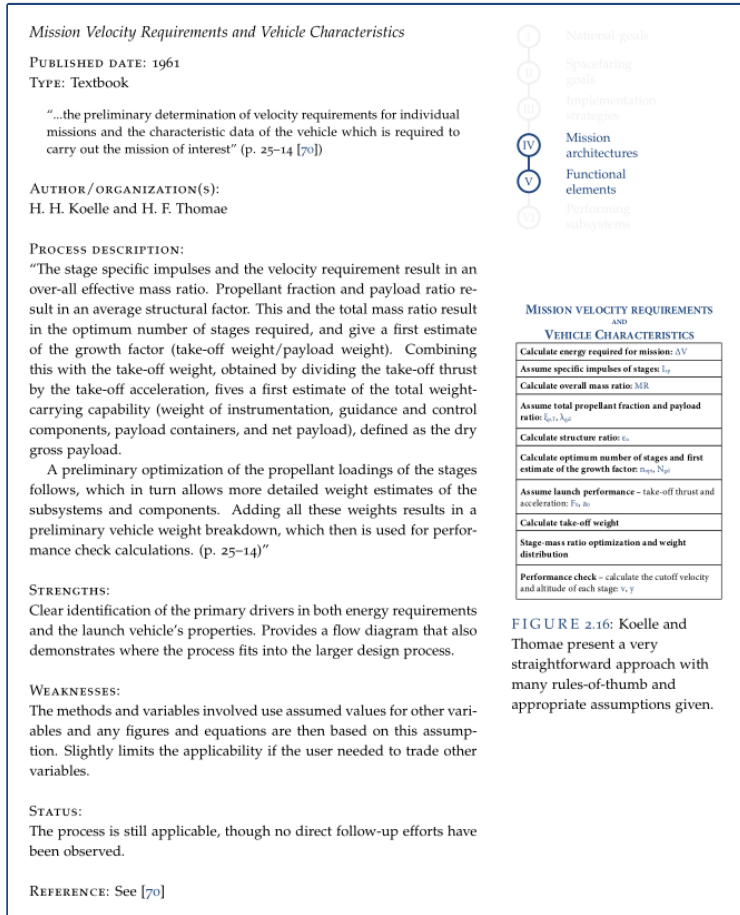 Mission Velocity Requirements and Vehicle Characteristics
PUBLISHED DATE: 1961
TYPE: Textbook
“...the preliminary determination of velocity requirements for individual
missions and the characteristic data of the vehicle which is required to
carry out the mission of interest” (p. 25–14 [70])
AUTHOR/ORGANIZATION(S):
H. H. Koelle and H. F. Thomae
PROCESS DESCRIPTION:
“The stage specific impulses and the velocity requirement result in an
over-all effective mass ratio. Propellant fraction and payload ratio re-
sult in an average structural factor. This and the total mass ratio result
in the optimum number of stages required, and give a first estimate
of the growth factor (take-off weight/payload weight). Combining
this with the take-off weight, obtained by dividing the take-off thrust
by the take-off acceleration, fives a first estimate of the total weight-
carrying capability (weight of instrumentation, guidance and control
components, payload containers, and net payload), defined as the dry
gross payload.
A preliminary optimization of the propellant loadings of the stages
follows, which in turn allows more detailed weight estimates of the
subsystems and components. Adding all these weights results in a
preliminary vehicle weight breakdown, which then is used for perfor-
mance check calculations. (p. 25–14)”
STRENGTHS:
Clear identification of the primary drivers in both energy requirements
and the launch vehicle’s properties. Provides a flow diagram that also
demonstrates where the process fits into the larger design process.
WEAKNESSES:
The methods and variables involved use assumed values for other vari-
ables and any figures and equations are then based on this assump-
tion. Slightly limits the applicability if the user needed to trade other
variables.
STATUS:
The process is still applicable, though no direct follow-up efforts have
been observed.
REFERENCE: See [70]
I National goals
II Spacefaring
goals
III Implementation
strategies
IV Mission
architectures
V Functional
elements
VI Performing
subsystems
MISSION VELOCITY REQUIREMENTS
AND
VEHICLE CHARACTERISTICS
Calculate energy required for mission: ΔV
Assume specific impulses of stages: Isp
Calculate overall mass ratio: MR
Assume total propellant fraction and payload
ratio:
Calculate structure ratio:
Calculate optimum number of stages and first
estimate of the growth factor:
Assume launch performance – take-off thrust and
acceleration: F₀, a₀
Calculate take-off weight
Stage-mass ratio optimization and weight
distribution
Performance check – calculate the cutoff velocity
and altitude of each stage: v, y
FIGURE 2.16: Koelle and
Thomae present a very
straightforward approach with
many rules-of-thumb and
appropriate assumptions given.